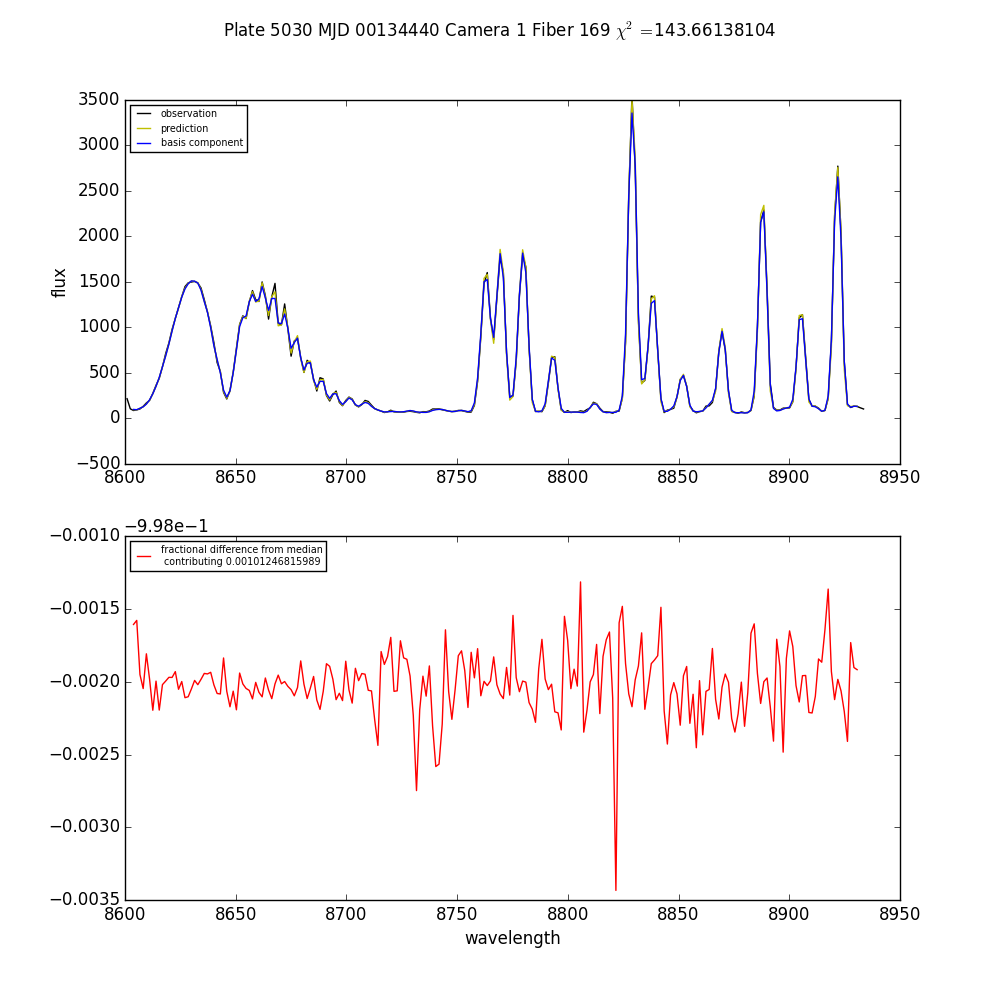 Plate 5030 MJD 00134440 Camera 1 Fiber 169 χ² =143.66138104
3500
3000
2500
2000
1500
1000
500
0
−500
flux
observation
prediction
basis component
8600 8650 8700 8750 8800 8850 8900 8950
−9.98e−1
−0.0010
−0.0015
−0.0020
−0.0025
−0.0030
−0.0035
fractional difference from median
contributing 0.00101246815989
8600 8650 8700 8750 8800 8850 8900 8950
wavelength